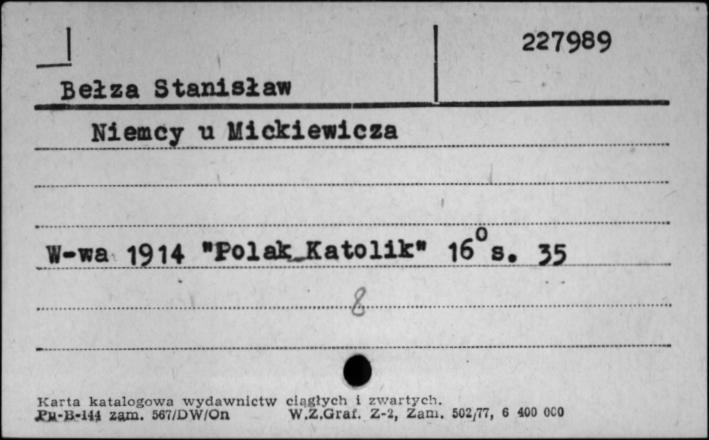 227989
Bełza Stanisław
Niemcy u Mickiewicza
W-wa 1914 "Polak Katolik" 16° s. 35
8
Karta katalogowa wydawnictw ciągłych i zwartych.
Pu-B-144 zam. 567/DW/On W.Z.Graf. Z-2, Zam. 502/77, 6 400 000